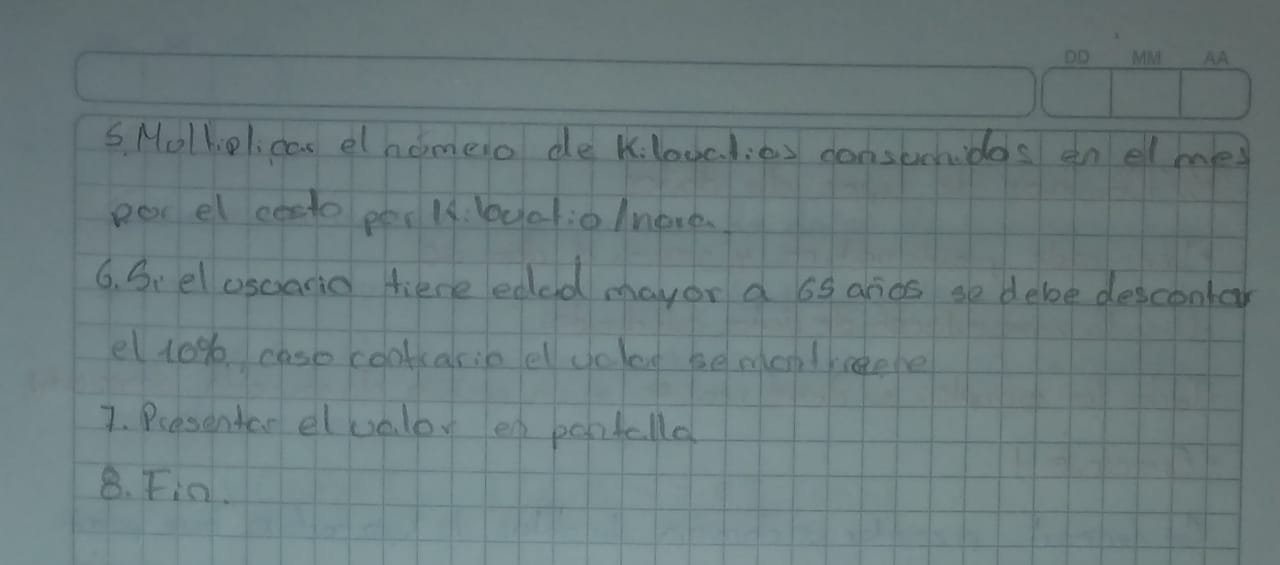 DD MM AA
5. Multiplicar el número de Kilovatios consumidos en el mes
por el costo por Kilovatio/hora.
6. Si el usuario tiene edad mayor a 65 años se debe descontar
el 10%, caso contrario el valor se mantiene
7. Presentar el valor en pantalla
8. Fin.